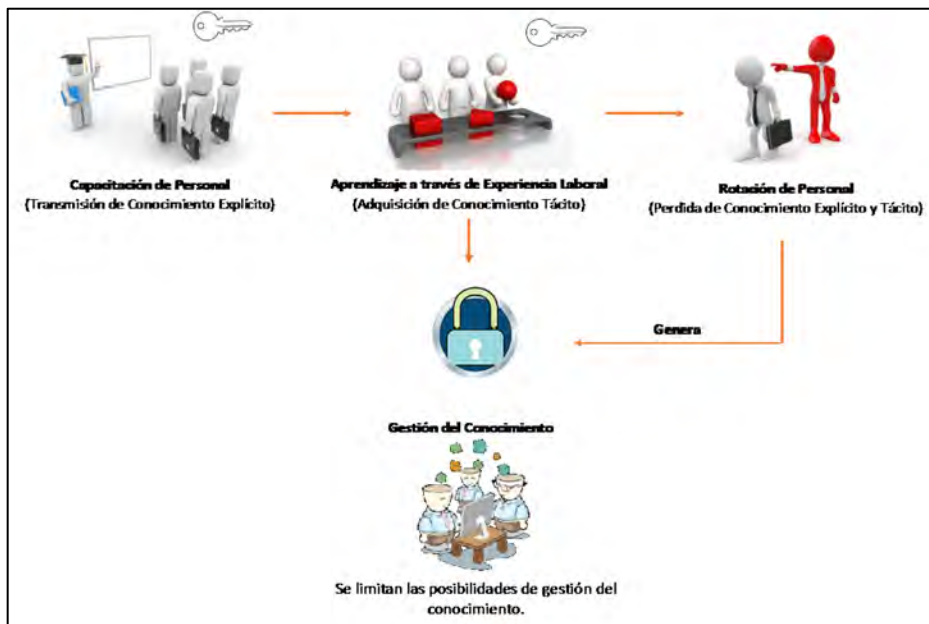 Capacitación de Personal
(Transmisión de Conocimiento Explícito)
Aprendizaje a través de Experiencia Laboral
(Adquisición de Conocimiento Tácito)
Rotación de Personal
(Perdida de Conocimiento Explícito y Tácito)
Genera
Gestión del Conocimiento
Se limitan las posibilidades de gestión del
conocimiento.